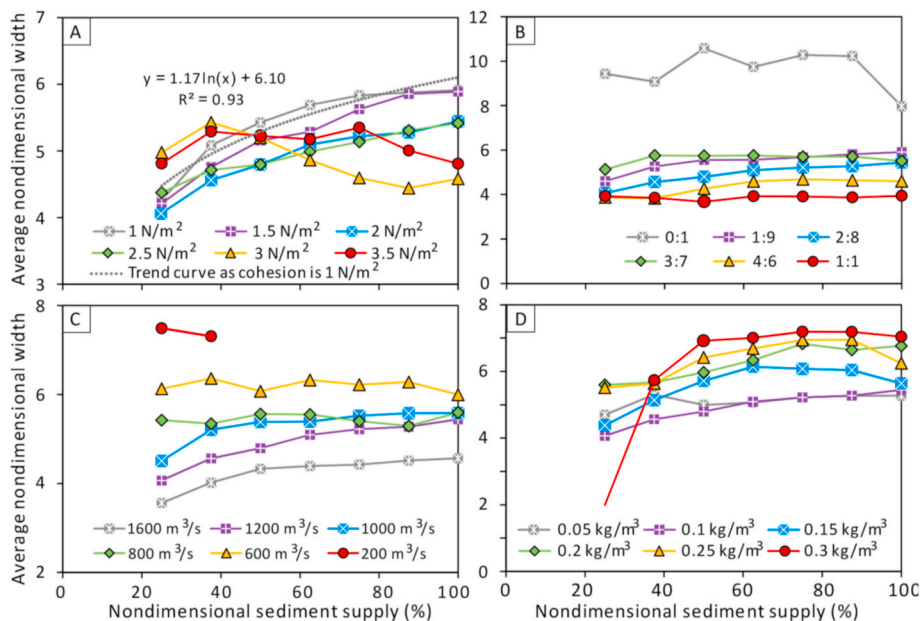 Average nondimensional width
7
6
5
4
3
A
y = 1.17ln(x) + 6.10
R² = 0.93
1 N/m² 1.5 N/m² 2 N/m²
2.5 N/m² 3 N/m² 3.5 N/m²
Trend curve as cohesion is 1 N/m²
12
10
8
6
4
2
0
B
0:1 1:9 2:8
3:7 4:6 1:1
Average nondimensional width
8
6
4
2
C
1600 m³/s 1200 m³/s 1000 m³/s
800 m³/s 600 m³/s 200 m³/s
0 20 40 60 80 100
Nondimensional sediment supply (%)
8
6
4
2
0
D
0.05 kg/m³ 0.1 kg/m³ 0.15 kg/m³
0.2 kg/m³ 0.25 kg/m³ 0.3 kg/m³
0 20 40 60 80 100
Nondimensional sediment supply (%)